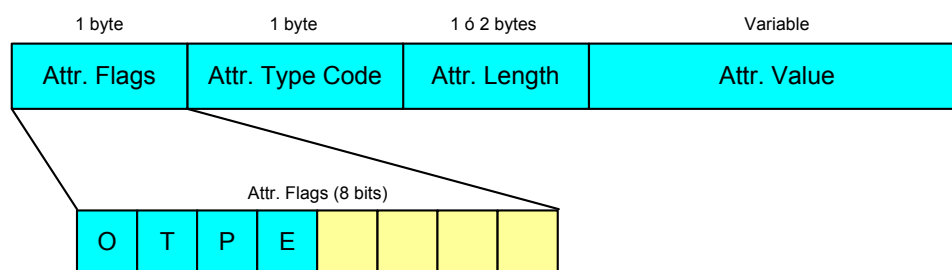 1 byte 1 byte 1 ó 2 bytes Variable
Attr. Flags Attr. Type Code Attr. Length Attr. Value
Attr. Flags (8 bits)
O T P E